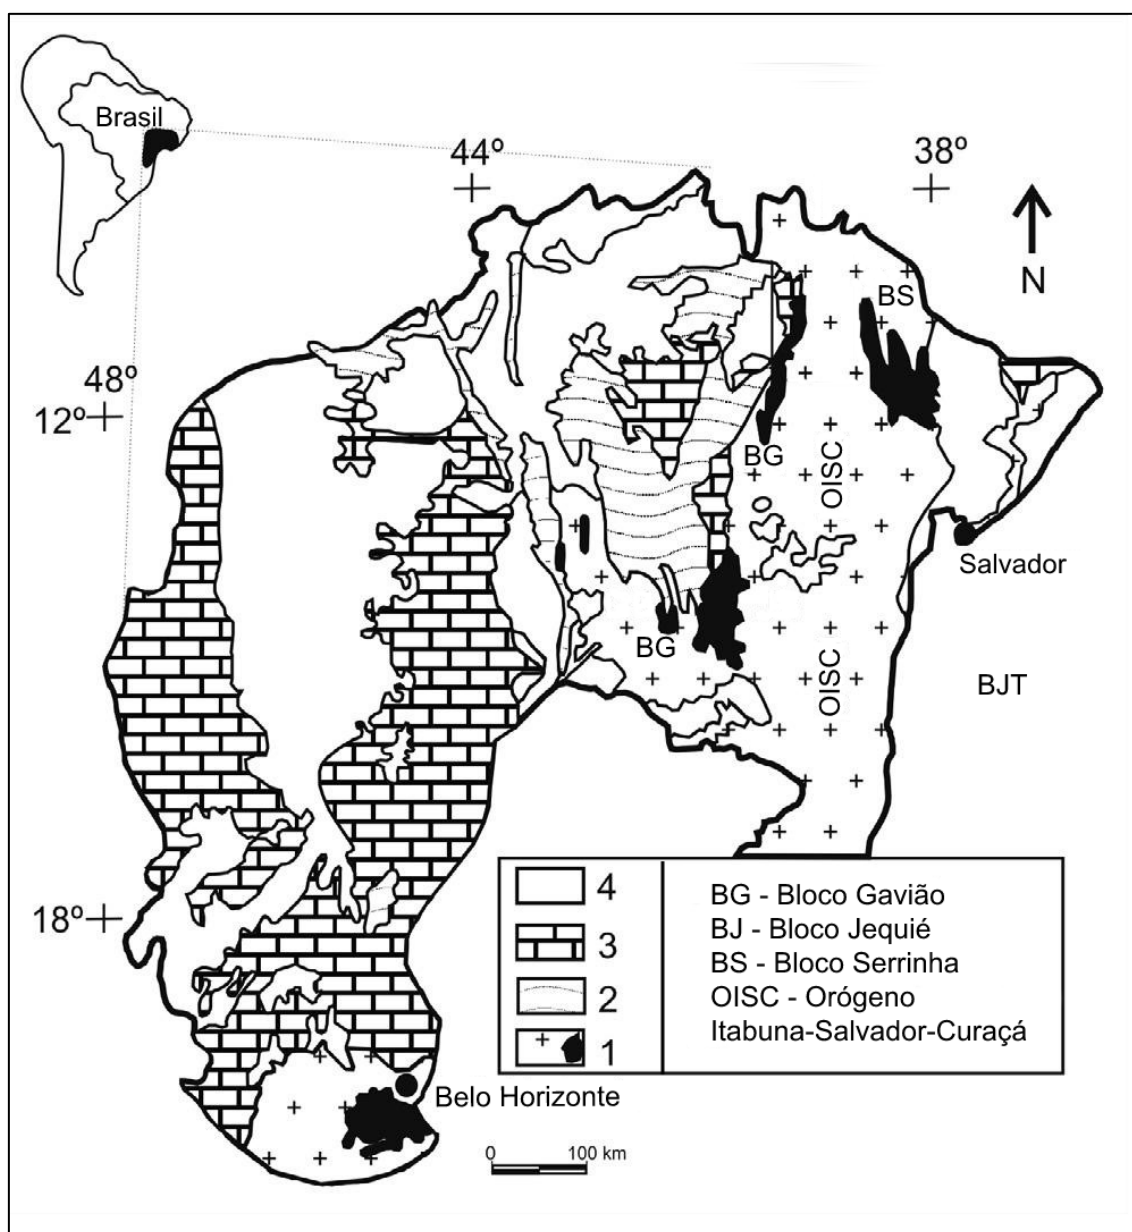 Brasil
44º
38º
N
BS
48º
12º
BG
OISC
Salvador
BG
OISC
BJT
18º
4
3
2
1
BG - Bloco Gavião
BJ - Bloco Jequié
BS - Bloco Serrinha
OISC - Orógeno
Itabuna-Salvador-Curaçá
Belo Horizonte
0 100 km